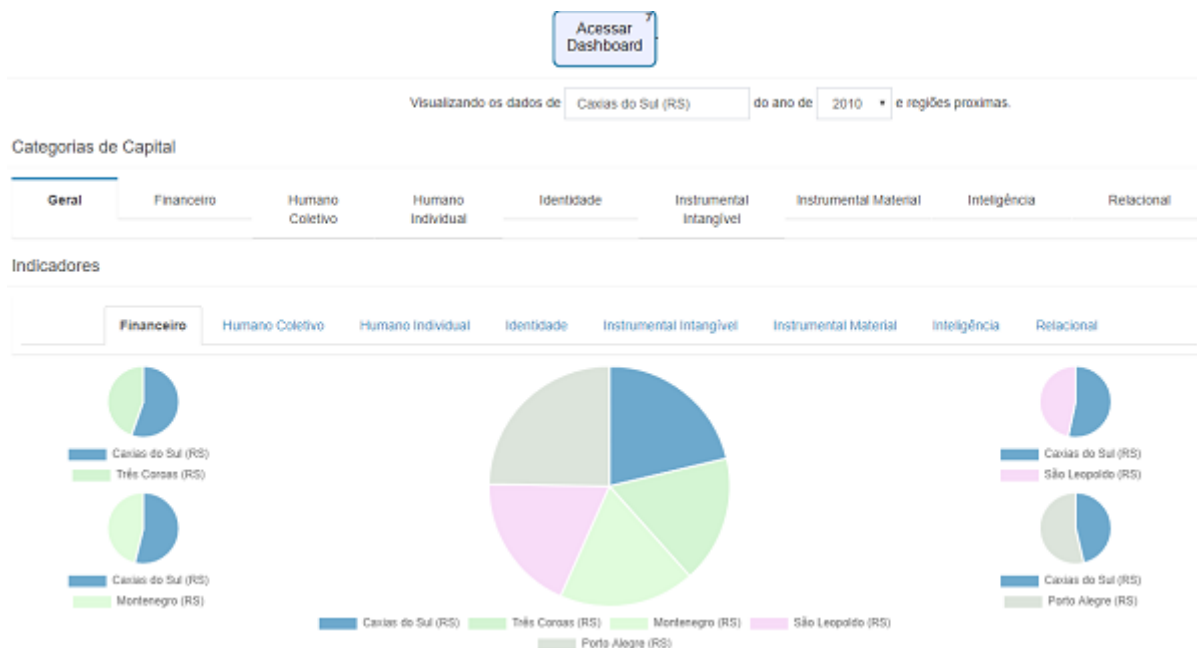 7
Acessar
Dashboard
Visualizando os dados de Caxias do Sul (RS) do ano de 2010 e regiões proximas.
Categorias de Capital
Geral Financeiro Humano Coletivo Humano Individual Identidade Instrumental Intangível Instrumental Material Inteligência Relacional
Indicadores
Financeiro Humano Coletivo Humano Individual Identidade Instrumental Intangível Instrumental Material Inteligência Relacional
Caxias do Sul (RS)
Três Coroas (RS)
Caxias do Sul (RS)
Montenegro (RS)
Caxias do Sul (RS) Três Coroas (RS) Montenegro (RS) São Leopoldo (RS)
Porto Alegre (RS)
Caxias do Sul (RS)
São Leopoldo (RS)
Caxias do Sul (RS)
Porto Alegre (RS)